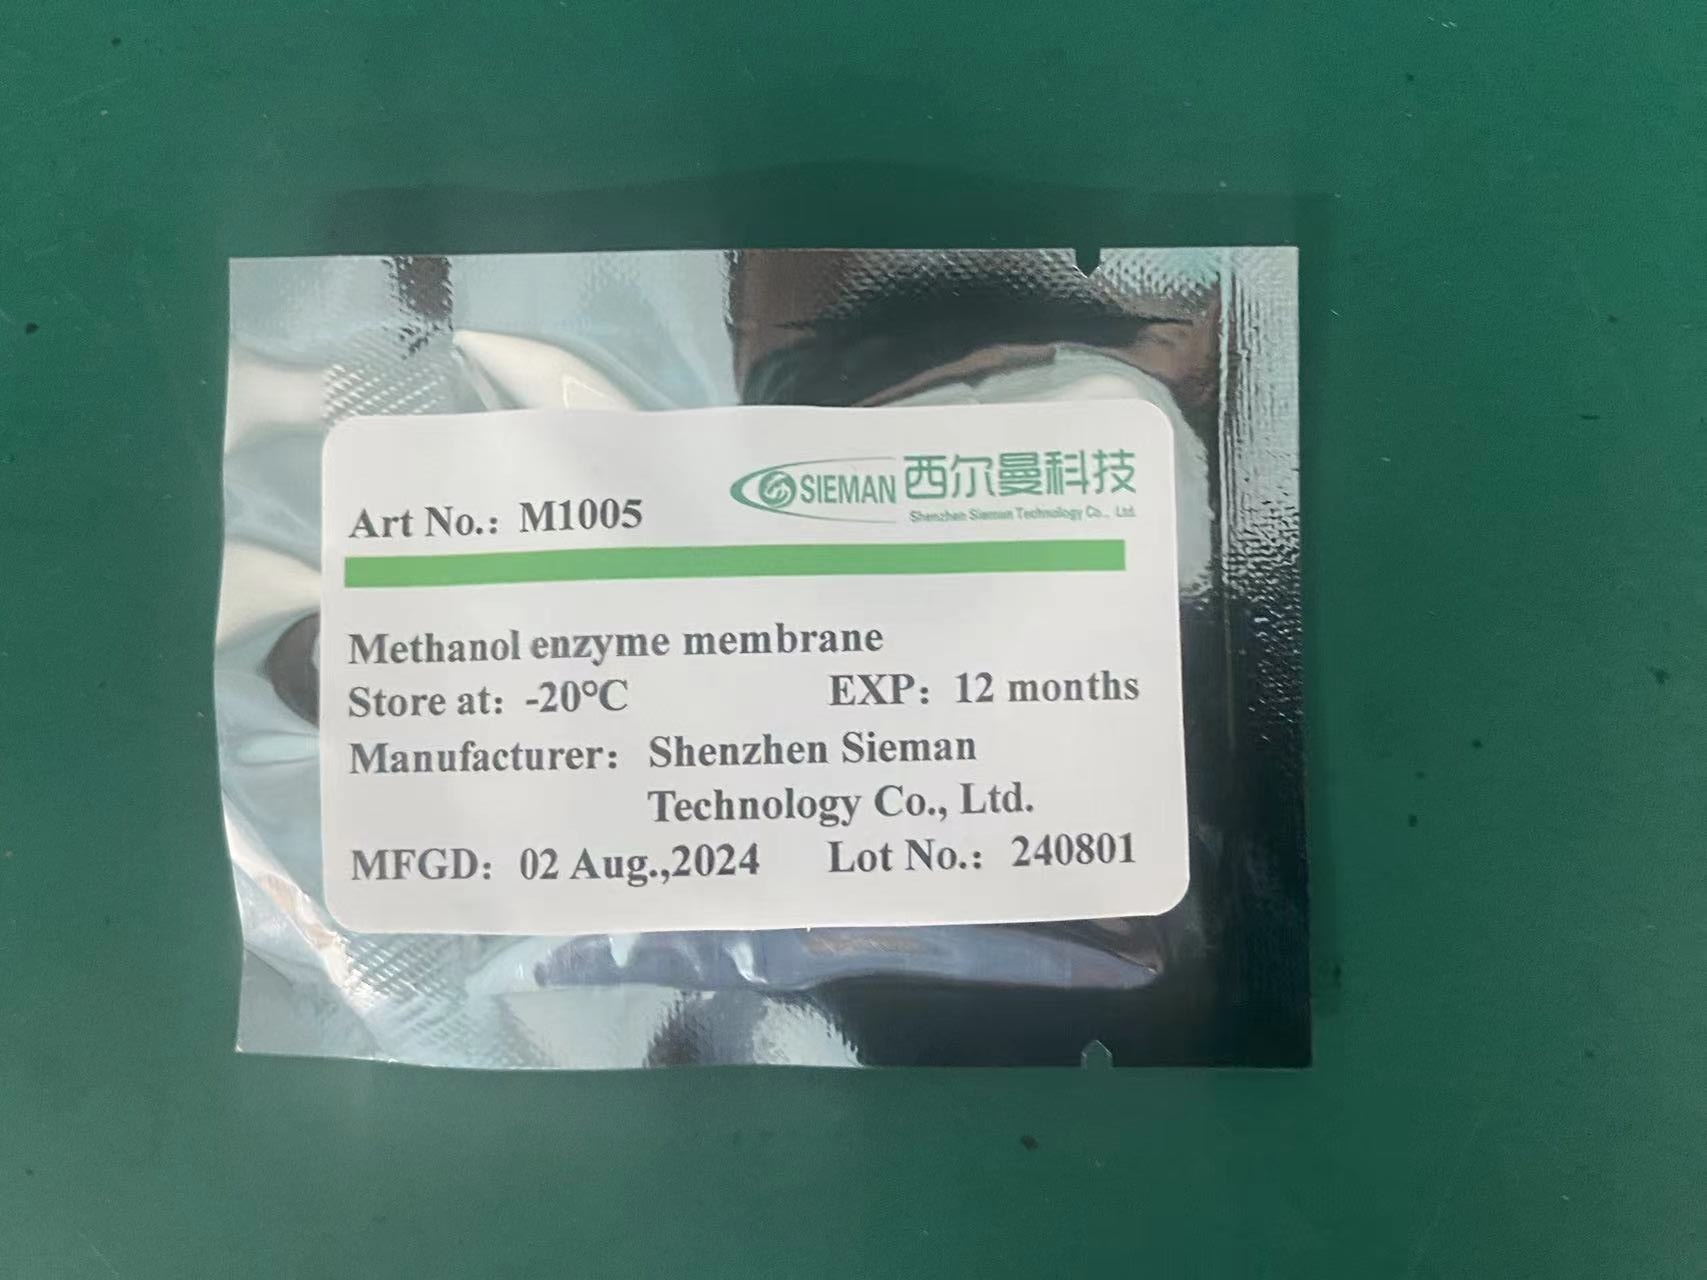 SIEMAN 西尔曼科技
Shenzhen Sieman Technology Co., Ltd.
Art No.: M1005
Methanol enzyme membrane
Store at: -20℃ EXP: 12 months
Manufacturer: Shenzhen Sieman
Technology Co., Ltd.
MFGD: 02 Aug.,2024 Lot No.: 240801